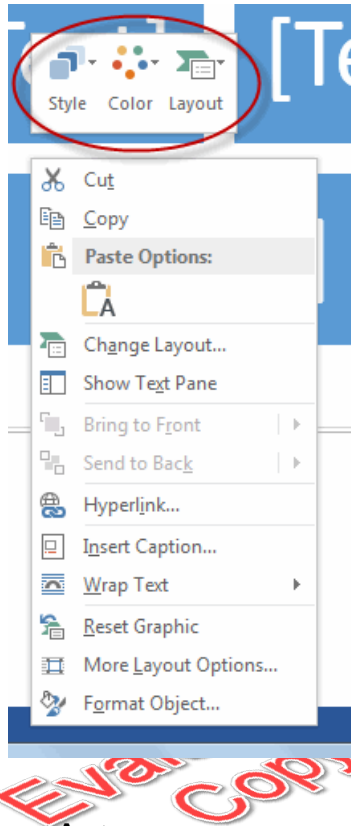 [Te
Style Color Layout
Cut
Copy
Paste Options:
A
Change Layout...
Show Text Pane
Bring to Front
Send to Back
Hyperlink...
Insert Caption...
Wrap Text
Reset Graphic
More Layout Options...
Format Object...
Copy